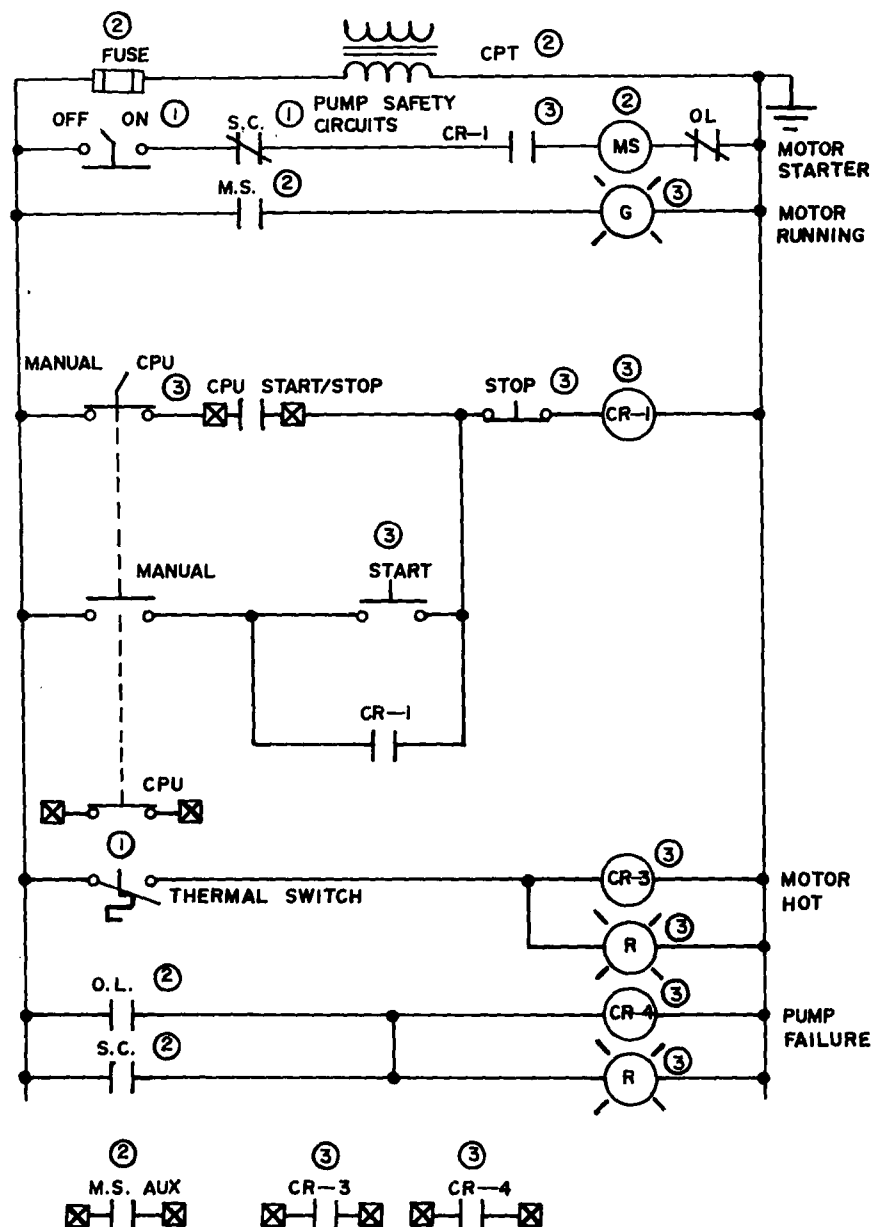 ② FUSE
CPT ②
PUMP SAFETY CIRCUITS
OFF ON ①
S.C. ①
CR-1 ③
② MS
OL
MOTOR STARTER
M.S. ②
G ③
MOTOR RUNNING
MANUAL CPU ③
CPU START/STOP
STOP ③
③ CR-1
MANUAL
③ START
CR-1
CPU
①
THERMAL SWITCH
CR-3 ③
MOTOR HOT
R ③
O.L. ②
CR-4 ③
PUMP FAILURE
S.C. ②
R ③
② M.S. AUX
③ CR-3
③ CR-4